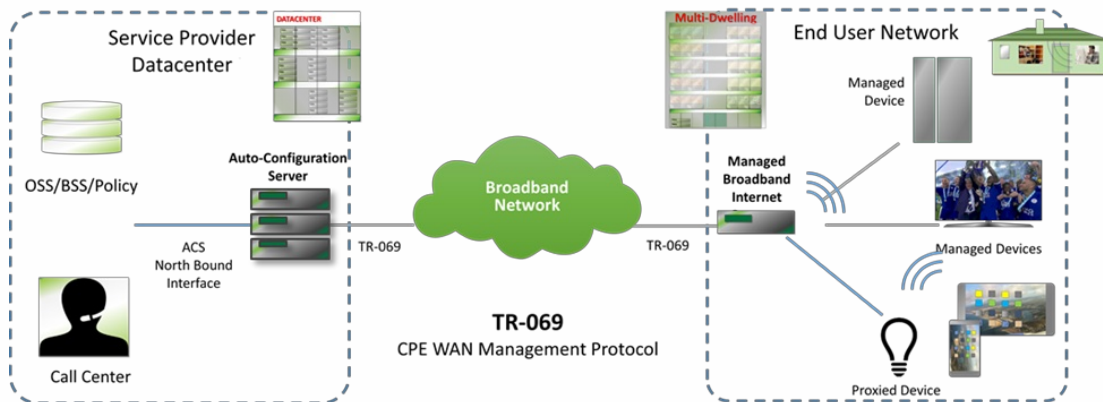 Service Provider
Datacenter
DATACENTER
OSS/BSS/Policy
Auto-Configuration
Server
ACS
North Bound
Interface
Call Center
TR-069
Broadband
Network
TR-069
TR-069
CPE WAN Management Protocol
Multi-Dwelling
End User Network
Managed
Device
Managed
Broadband
Internet
Managed Devices
Proxied Device